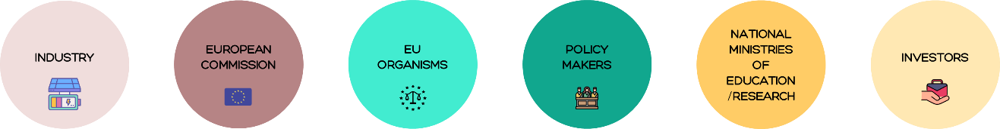 INDUSTRY
EUROPEAN
COMMISSION
EU
ORGANISMS
POLICY
MAKERS
NATIONAL
MINISTRIES
OF
EDUCATION
/RESEARCH
INVESTORS